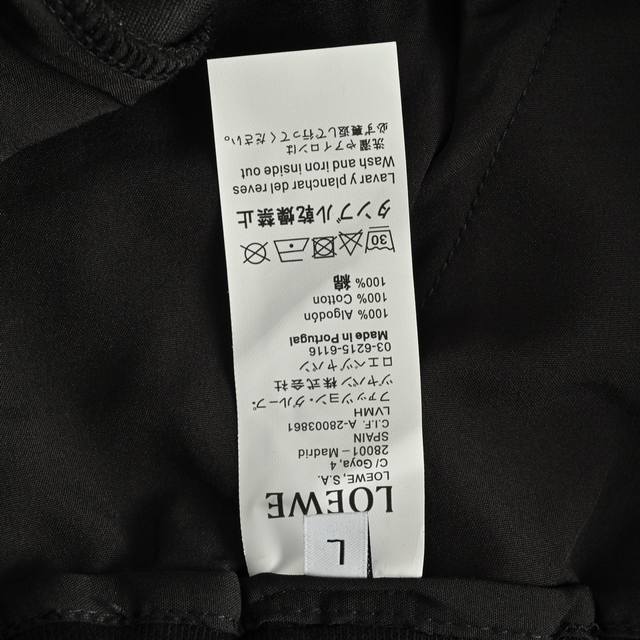 L
LOEWE
LOEWE, S.A.
C/ Goya, 4
28001 – Madrid
SPAIN
C.I.F. A-28003861
LVMH
ファッション・グループ
ジャパン株式会社
ロエベジャパン
03-6215-6116
Made in Portugal
100% Algodón
100% Cotton
100% 綿
30
タンブル乾燥禁止
Lavar y planchar del reves
Wash and iron inside out
洗濯やアイロンは
必ず裏返して行ってください。